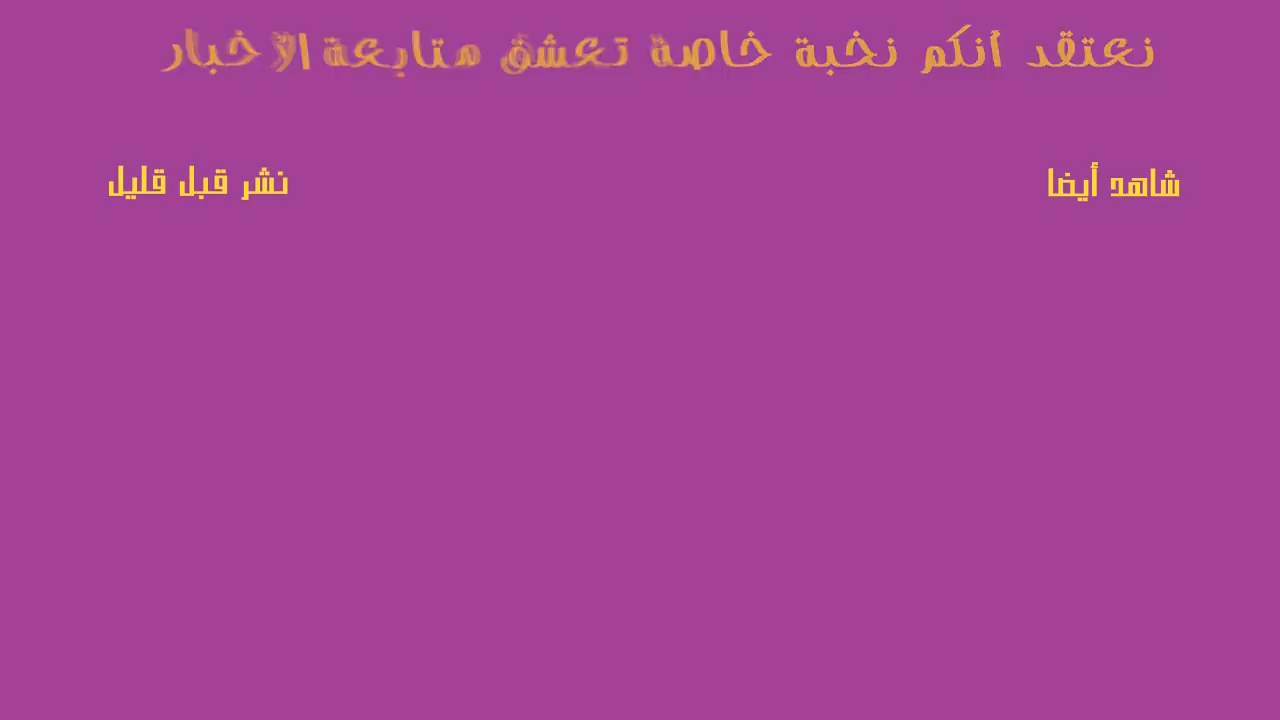 نعتقد أنكم نخبة خاصة تعشق متابعة الأخبار
شاهد أيضا
نشر قبل قليل